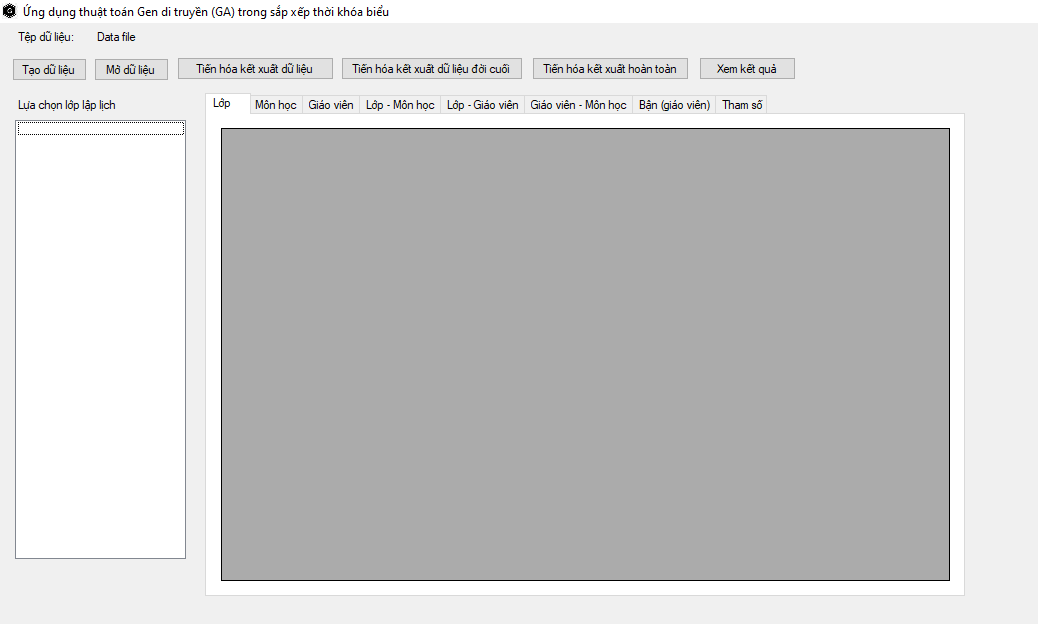 Ứng dụng thuật toán Gen di truyền (GA) trong sắp xếp thời khóa biểu
Tệp dữ liệu: Data file
Tạo dữ liệu Mở dữ liệu Tiến hóa kết xuất dữ liệu Tiến hóa kết xuất dữ liệu đời cuối Tiến hóa kết xuất hoàn toàn Xem kết quả
Lựa chọn lớp lập lịch
Lớp Môn học Giáo viên Lớp - Môn học Lớp - Giáo viên Giáo viên - Môn học Bận (giáo viên) Tham số